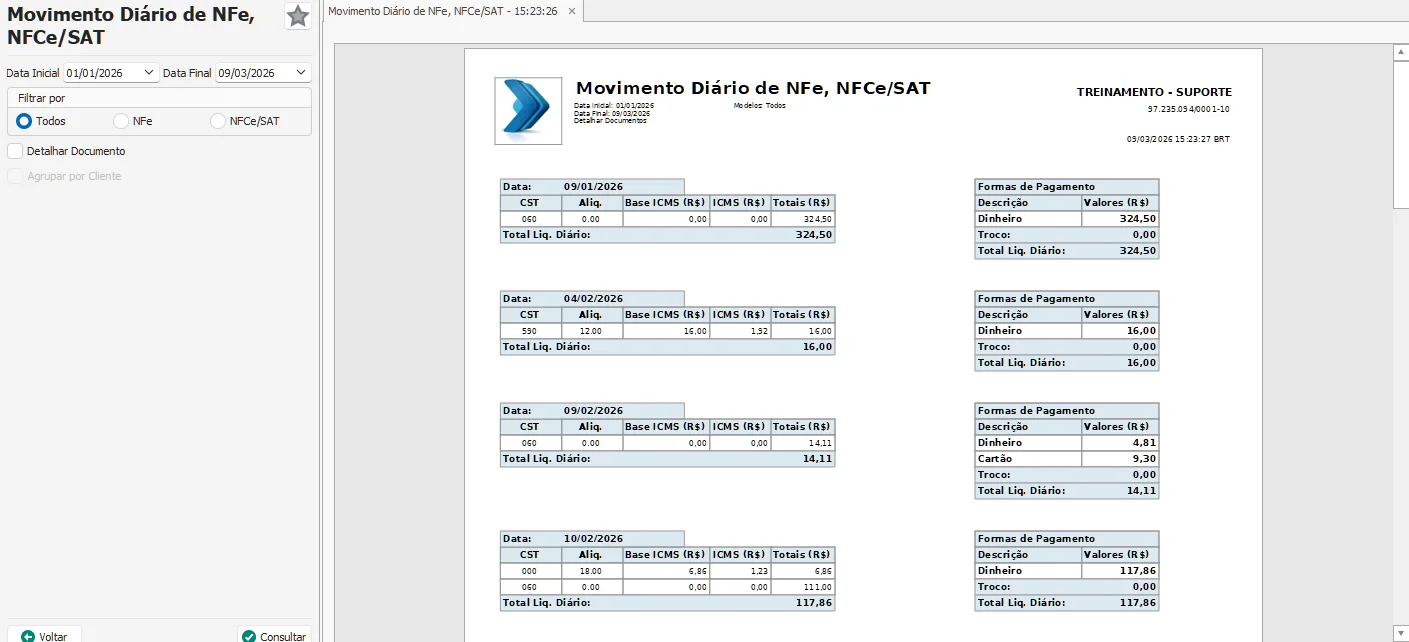 Movimento Diário de NFe,
NFCe/SAT
Data Inicial 01/01/2026 Data Final 09/03/2026
Filtrar por
Todos NFe NFCe/SAT
Detalhar Documento
Agrupar por Cliente
Voltar Consultar
Movimento Diário de NFe, NFCe/SAT - 15:23:26 ×
Movimento Diário de NFe, NFCe/SAT
Data Inicial: 01/01/2026 Modelos: Todos
Data Final: 09/03/2026
Detalhar Documentos
TREINAMENTO - SUPORTE
97.235.094/0001-10
09/03/2026 15:23:27 BRT
Data: 09/01/2026
CST Aliq. Base ICMS (R$) ICMS (R$) Totais (R$)
060 0.00 0,00 0,00 324,50
Total Liq. Diário: 324,50
Formas de Pagamento
Descrição Valores (R$)
Dinheiro 324,50
Troco: 0,00
Total Liq. Diário: 324,50
Data: 04/02/2026
CST Aliq. Base ICMS (R$) ICMS (R$) Totais (R$)
590 12.00 16,00 1,92 16,00
Total Liq. Diário: 16,00
Formas de Pagamento
Descrição Valores (R$)
Dinheiro 16,00
Troco: 0,00
Total Liq. Diário: 16,00
Data: 09/02/2026
CST Aliq. Base ICMS (R$) ICMS (R$) Totais (R$)
060 0.00 0,00 0,00 14,11
Total Liq. Diário: 14,11
Formas de Pagamento
Descrição Valores (R$)
Dinheiro 4,81
Cartão 9,30
Troco: 0,00
Total Liq. Diário: 14,11
Data: 10/02/2026
CST Aliq. Base ICMS (R$) ICMS (R$) Totais (R$)
000 18.00 6,86 1,23 6,86
060 0.00 0,00 0,00 111,00
Total Liq. Diário: 117,86
Formas de Pagamento
Descrição Valores (R$)
Dinheiro 117,86
Troco: 0,00
Total Liq. Diário: 117,86